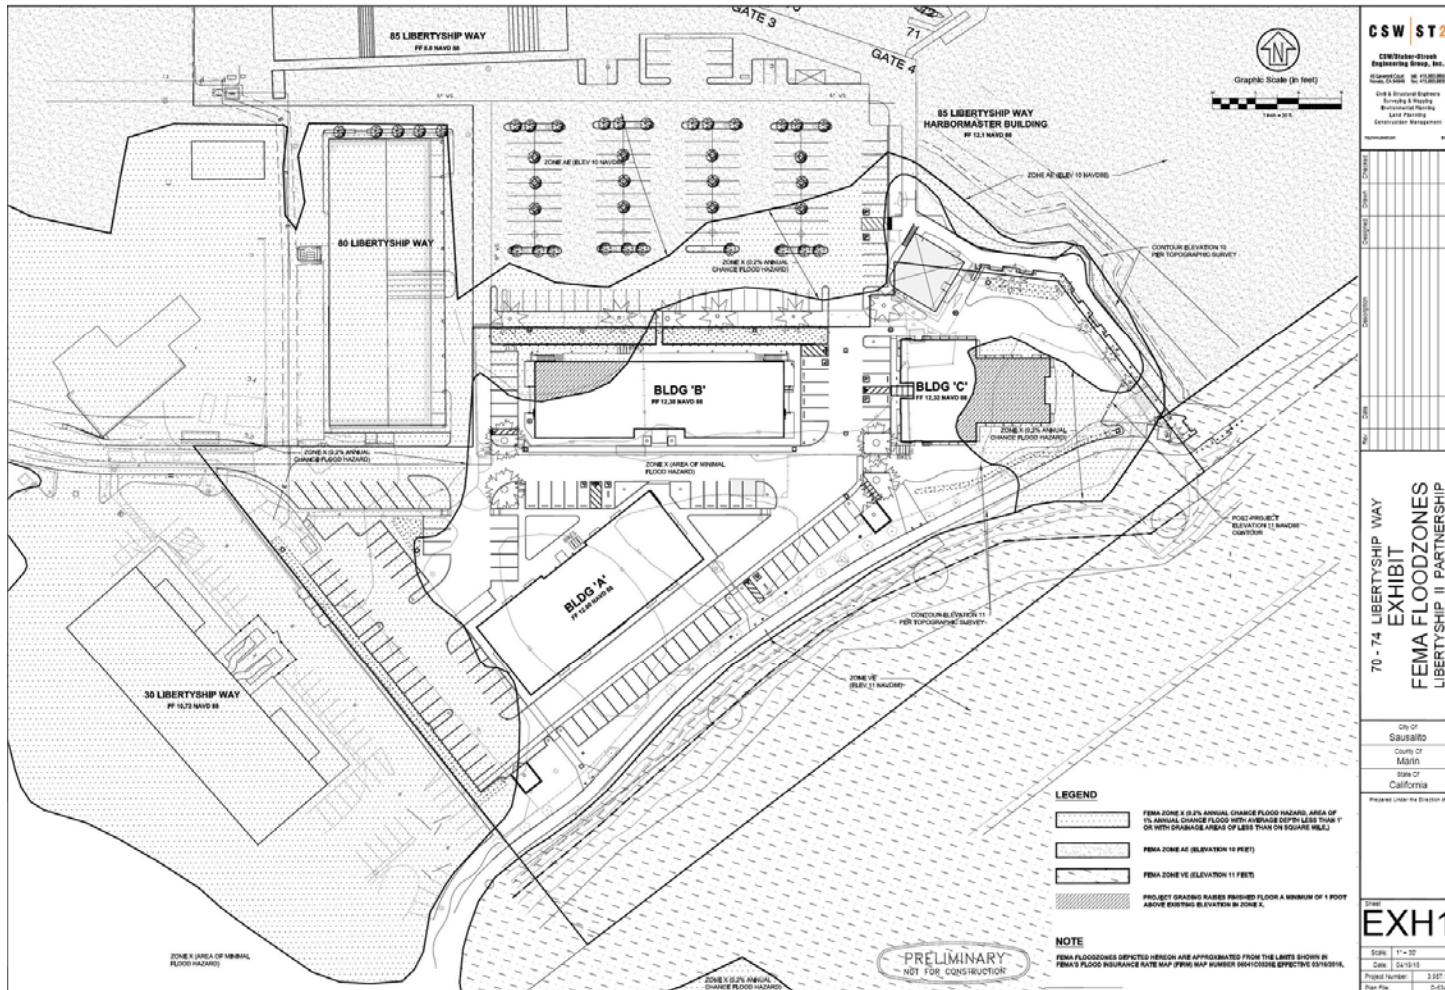 85 LIBERTYSHIP WAY
GATE 3
71
GATE 4
Graphic Scale (in feet)
85 LIBERTYSHIP WAY
HARBORMASTER BUILDING
FF 12.1 NAVD 88
ZONE AE (ELEV 10 NAVD88)
ZONE AE (ELEV 10 NAVD88)
80 LIBERTYSHIP WAY
CONTOUR ELEVATION 10
PER TOPOGRAPHIC SURVEY
ZONE X (0.2% ANNUAL
CHANCE FLOOD HAZARD)
BLDG 'B'
FF 12.30 NAVD 88
BLDG 'C'
FF 12.32 NAVD 88
ZONE X (0.2% ANNUAL
CHANGE FLOOD HAZARD)
ZONE X (0.2% ANNUAL
CHANGE FLOOD HAZARD)
ZONE X (AREA OF MINIMAL
FLOOD HAZARD)
POST-PROJECT
ELEVATION 11 NAVD88
CONTOUR
BLDG 'A'
CONTOUR ELEVATION 11
PER TOPOGRAPHIC SURVEY
ZONE VE
(ELEV 11 NAVD88)
30 LIBERTYSHIP WAY
FF 10.73 NAVD 88
ZONE X (AREA OF MINIMAL
FLOOD HAZARD)
ZONE X (0.2% ANNUAL
CHANGE FLOOD HAZARD)
PRELIMINARY
NOT FOR CONSTRUCTION
LEGEND
FEMA ZONE X (0.2% ANNUAL CHANGE FLOOD HAZARD, AREA OF
1% ANNUAL CHANGE FLOOD WITH AVERAGE DEPTH LESS THAN 1'
OR WITH DRAINAGE AREAS OF LESS THAN ON SQUARE MILE.)
FEMA ZONE AE (ELEVATION 10 FEET)
FEMA ZONE VE (ELEVATION 11 FEET)
PROJECT GRADING RAISES FINISHED FLOOR A MINIMUM OF 1 FOOT
ABOVE EXISTING ELEVATION IN ZONE X.
NOTE
FEMA FLOODZONES DEPICTED HEREON ARE APPROXIMATED FROM THE LIMITS SHOWN IN
FEMA'S FLOOD INSURANCE RATE MAP (FIRM) MAP NUMBER EFFECTIVE 03/16/2016.
CSW ST2
CSW/Stuber-Stroeh
Engineering Group, Inc.
Civil & Structural Engineers
Surveying & Mapping
Environmental Planning
Land Planning
Construction Management
Checked
Drawn
Designed
Description
Date
Rev
70 - 74 LIBERTYSHIP WAY
EXHIBIT
FEMA FLOODZONES
LIBERTYSHIP II PARTNERSHIP
City Of
Sausalito
County Of
Marin
State Of
California
Prepared Under the Direction of
Sheet
EXH1
Scale: 1" = 30'
Date:
Project Number:
Plan File: